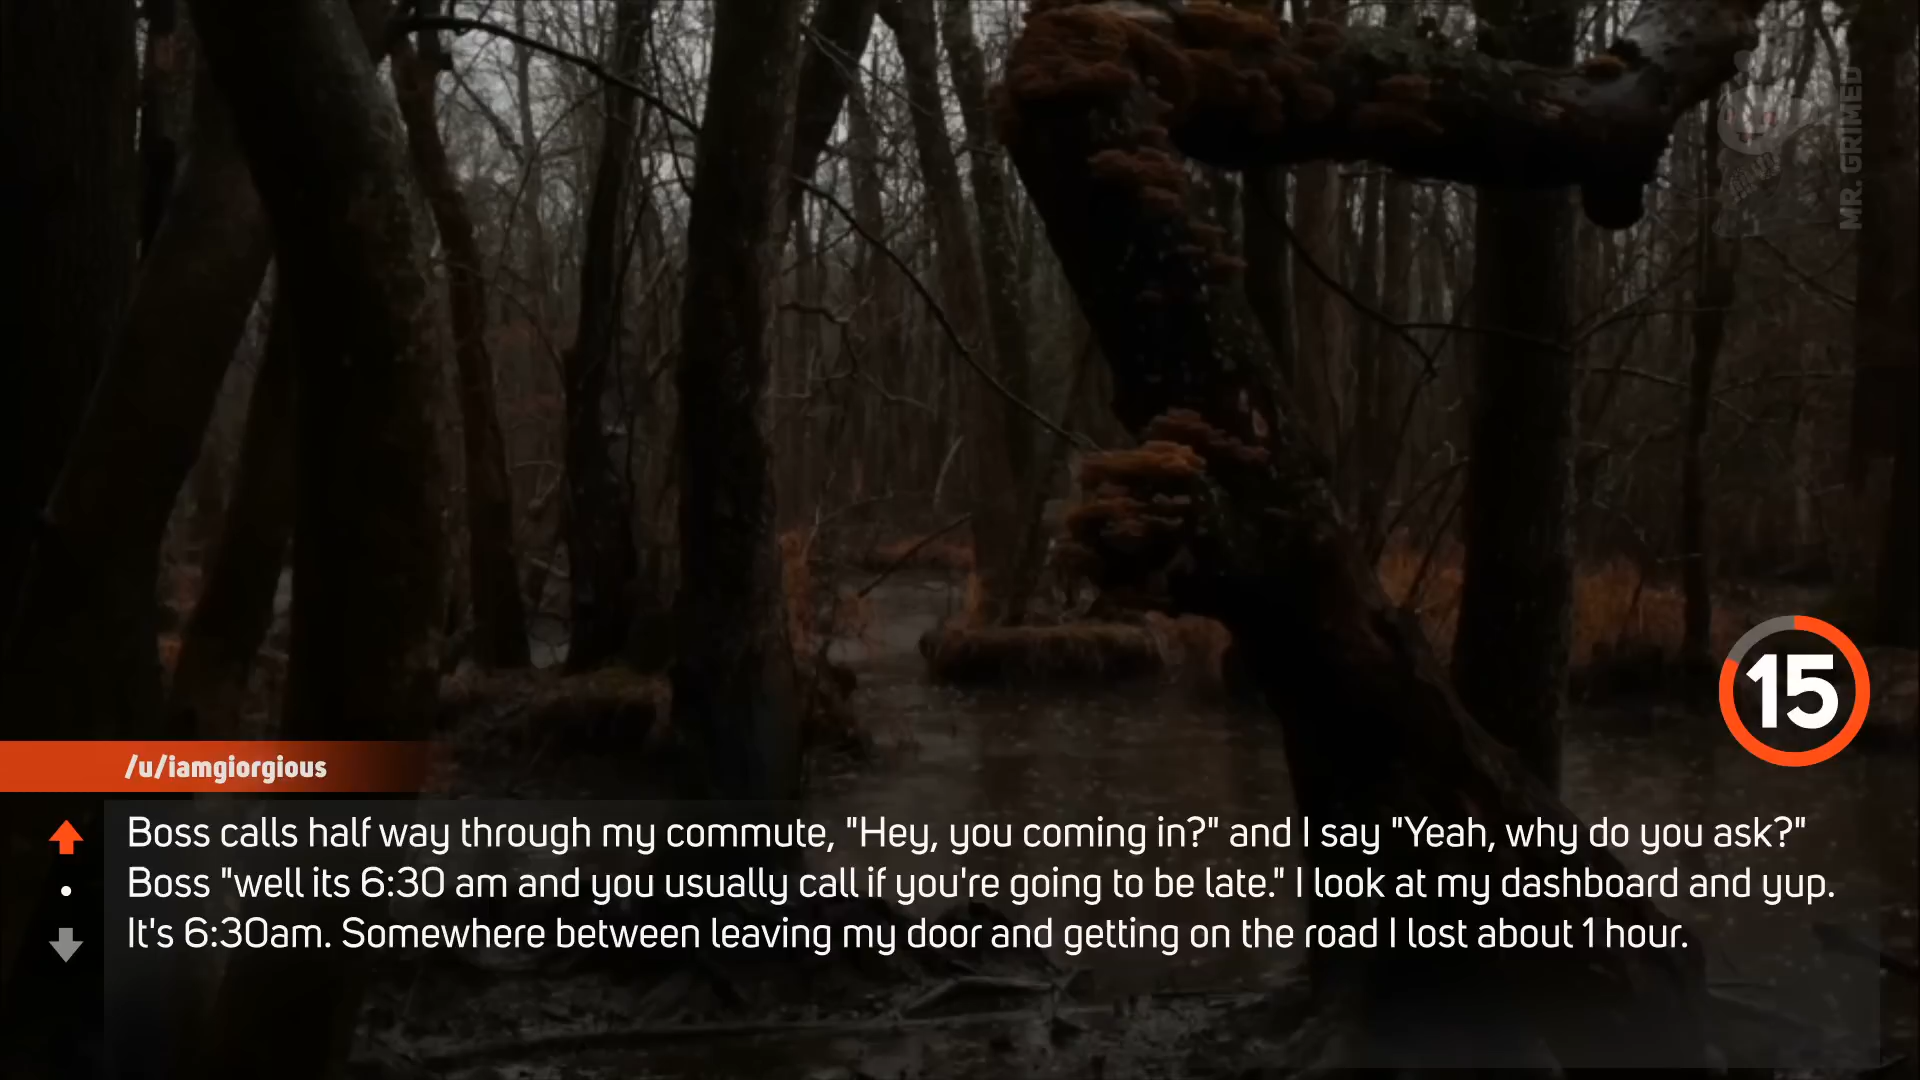 MR. GRIMED
15
/u/iamgiorgious
Boss calls half way through my commute, "Hey, you coming in?" and I say "Yeah, why do you ask?"
Boss "well its 6:30 am and you usually call if you're going to be late." I look at my dashboard and yup.
It's 6:30am. Somewhere between leaving my door and getting on the road I lost about 1 hour.